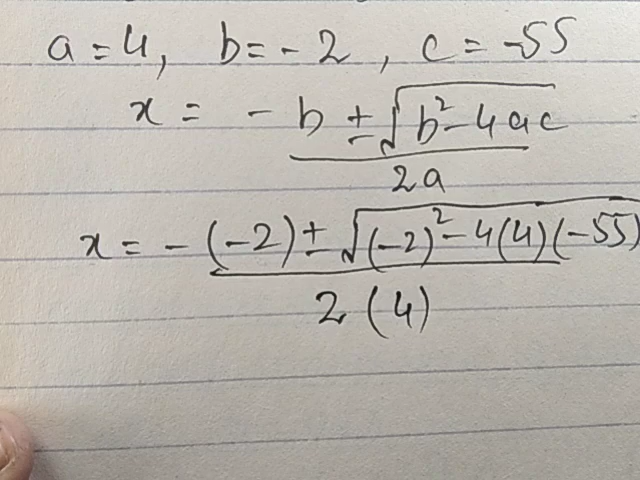 a = 4, b = - 2 , c = -55
x = - b ± √b² - 4ac
2a
x = - (-2) ± √(-2)² - 4(4)(-55)
2 (4)